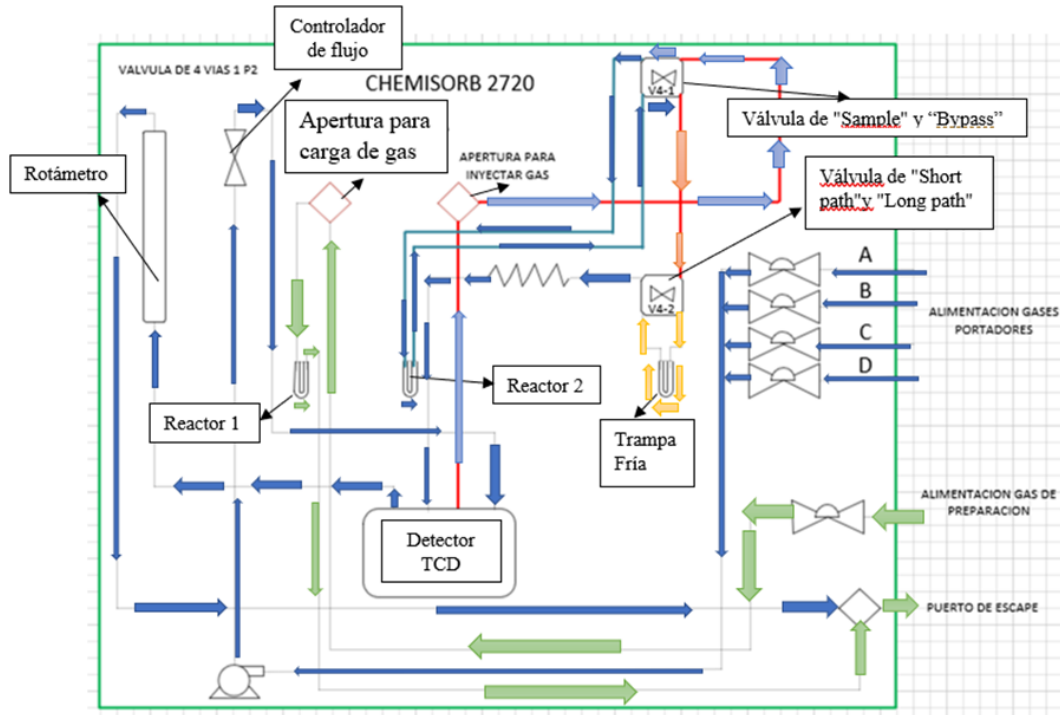 Controlador
de flujo
VALVULA DE 4 VIAS 1 P2
CHEMISORB 2720
V4-1
Apertura para
carga de gas
Válvula de "Sample" y “Bypass”
Rotámetro
APERTURA PARA
INYECTAR GAS
Válvula de "Short
path"y "Long path"
A
B
ALIMENTACION GASES
PORTADORES
C
D
V4-2
Reactor 2
Reactor 1
Trampa
Fría
ALIMENTACION GAS DE
PREPARACION
Detector
TCD
PUERTO DE ESCAPE